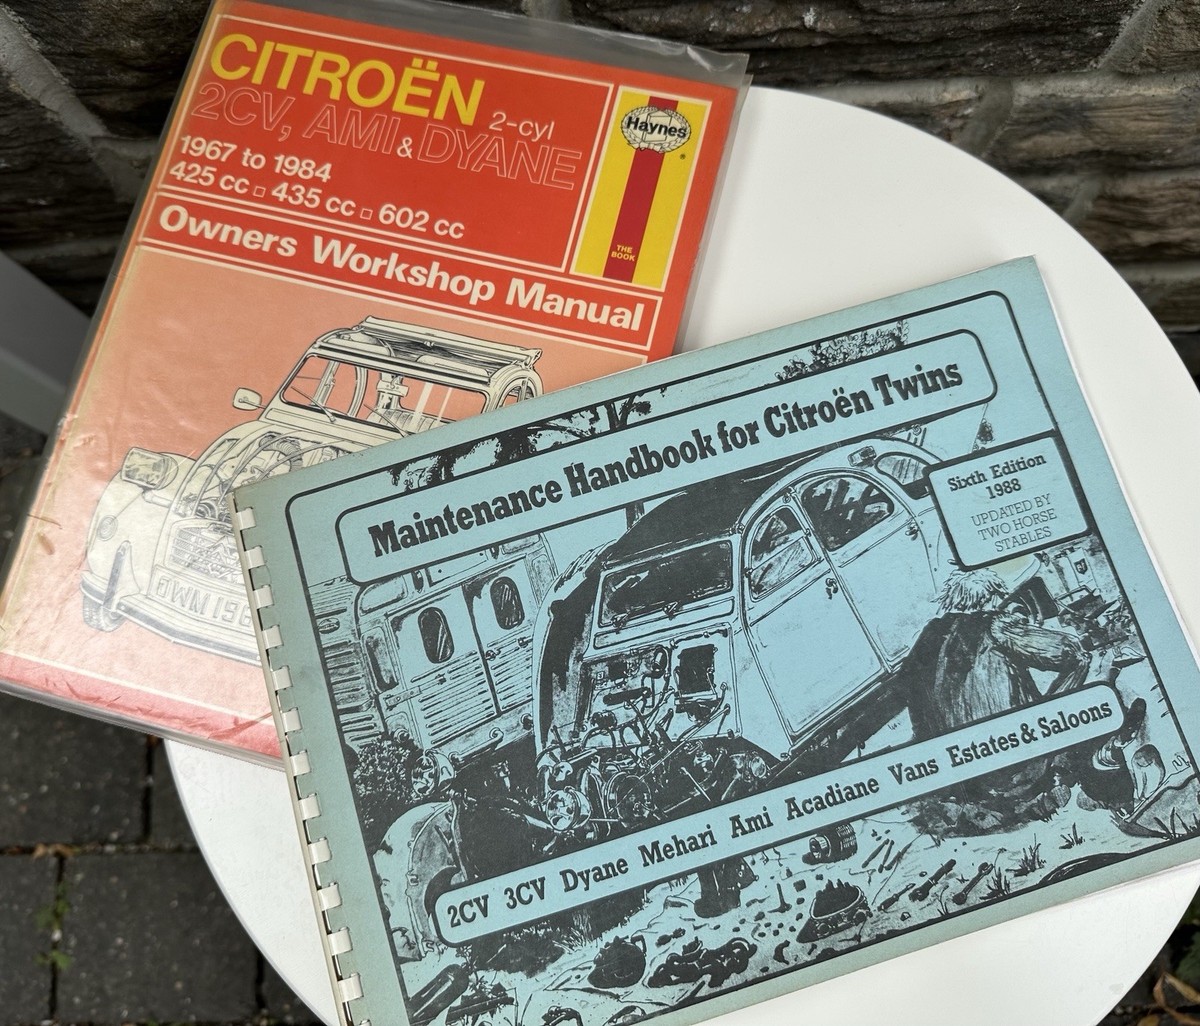 CITROËN
2CV, AMI & DYANE 2-cyl
1967 to 1984
425 cc □ 435 cc □ 602 cc
Owners Workshop Manual
Haynes
®
THE
BOOK
Maintenance Handbook for Citroën Twins
Sixth Edition
1988
UPDATED BY
TWO HORSE
STABLES
2CV 3CV Dyane Mehari Ami Acadiane Vans Estates & Saloons